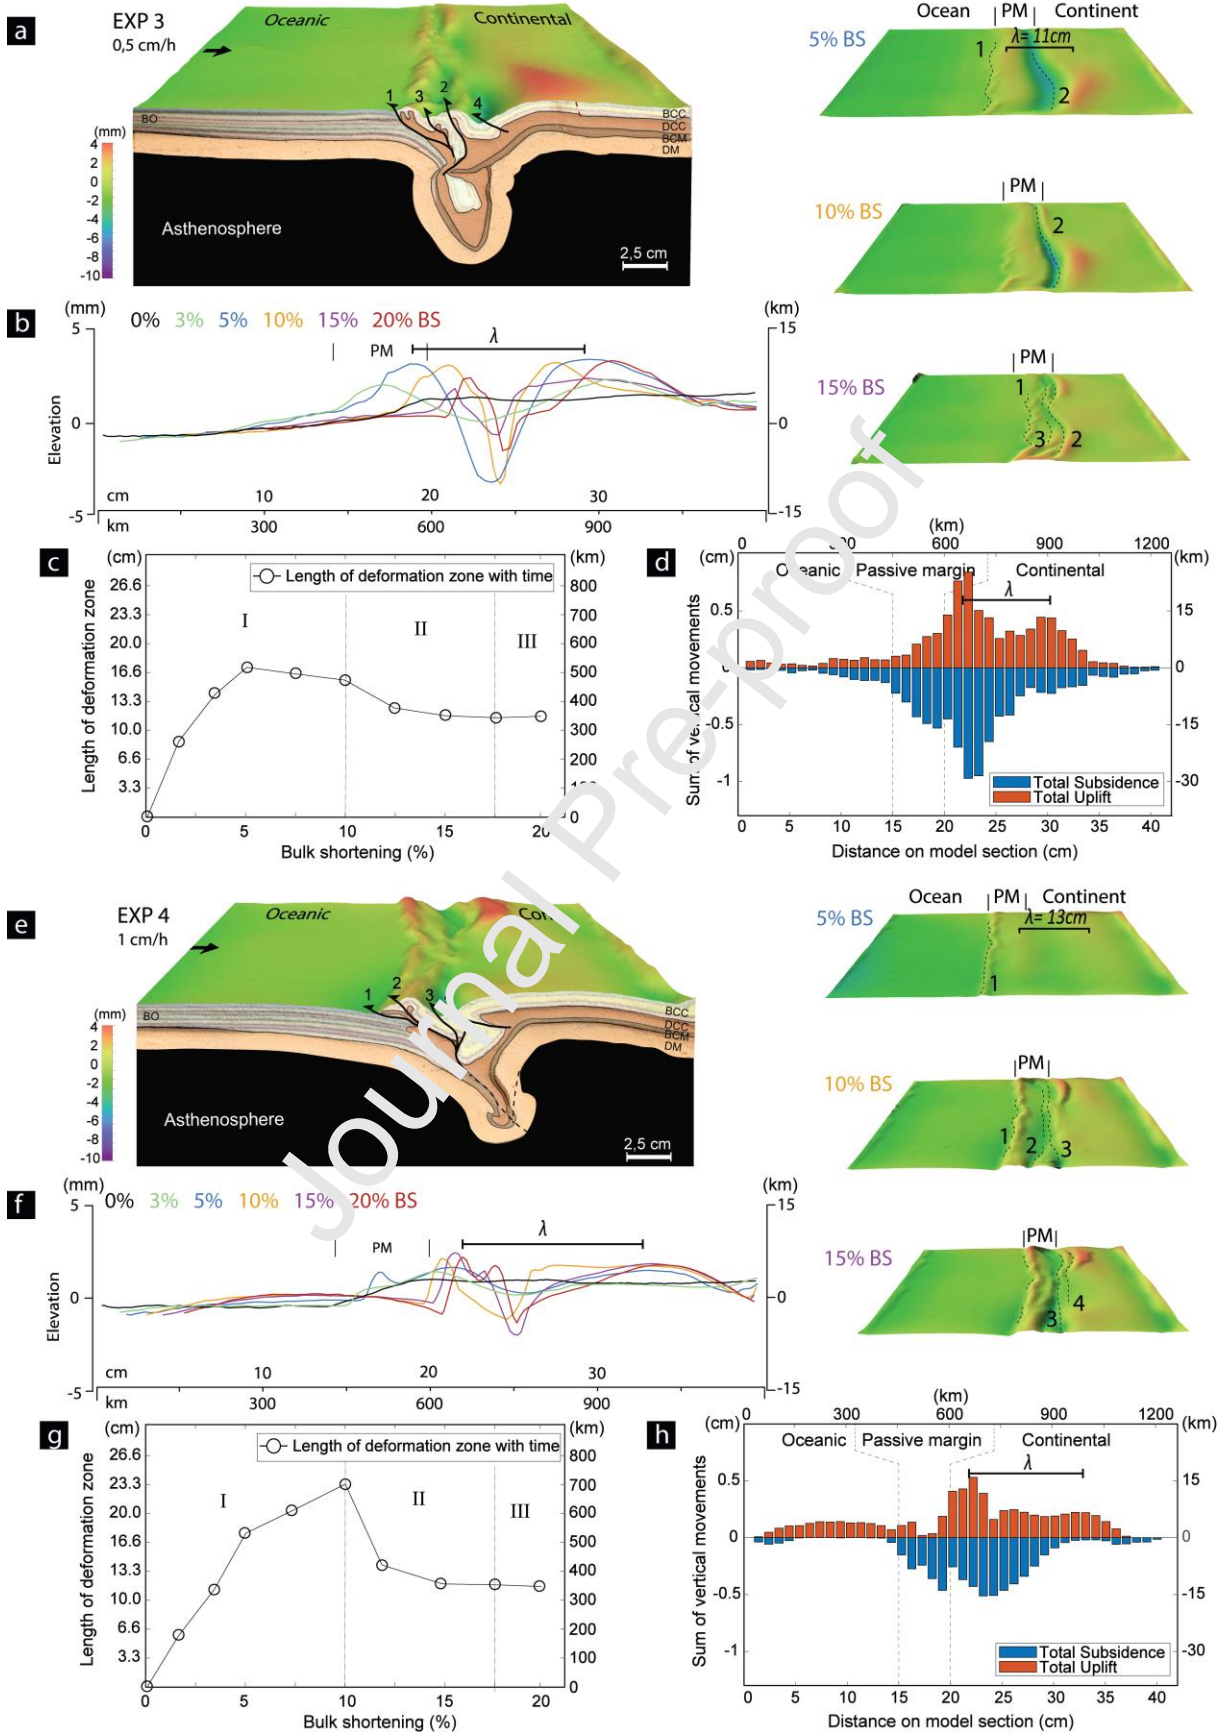 a
EXP 3
0,5 cm/h
Oceanic
Continental
1
3
2
4
BO
BCC
DCC
BCM
DM
(mm)
4
2
0
-2
-4
-6
-8
-10
Asthenosphere
2,5 cm
Ocean
PM
Continent
5% BS
λ= 11cm
1
2
PM
10% BS
2
PM
15% BS
1
3
2
b
(mm)
0% 3% 5% 10% 15% 20% BS
(km)
5
15
PM
λ
Elevation
0
0
-5
-15
cm
10
20
30
km
300
600
900
c
(cm)
(km)
Length of deformation zone with time
Length of deformation zone
26.6
23.3
20.0
16.6
13.3
10.0
6.6
3.3
800
700
600
500
400
300
200
0
I
II
III
0
5
10
15
20
Bulk shortening (%)
d
(km)
0
300
600
900
1200
(cm)
(km)
Passive margin
Continental
λ
Sum of vertical movements
0.5
-0.5
-1
15
0
-15
-30
Total Subsidence
Total Uplift
0
5
10
15
20
25
30
35
40
Distance on model section (cm)
e
EXP 4
1 cm/h
Oceanic
1
2
3
BO
BCC
DCC
BCM
DM
(mm)
4
2
0
-2
-4
-6
-8
-10
Asthenosphere
2,5 cm
Ocean
PM
Continent
5% BS
λ= 13cm
1
PM
10% BS
1
2
3
PM
15% BS
3
4
f
(mm)
0% 3% 5% 10% 15% 20% BS
(km)
5
15
PM
λ
Elevation
0
0
-5
-15
cm
10
20
30
km
300
600
900
g
(cm)
(km)
Length of deformation zone with time
Length of deformation zone
26.6
23.3
20.0
16.6
13.3
10.0
6.6
3.3
800
700
600
500
400
300
200
100
0
I
II
III
0
5
10
15
20
Bulk shortening (%)
h
(km)
0
300
600
900
1200
(cm)
(km)
Oceanic
Passive margin
Continental
λ
Sum of vertical movements
0.5
0
-0.5
-1
15
0
-15
-30
Total Subsidence
Total Uplift
0
5
10
15
20
25
30
35
40
Distance on model section (cm)
Journal Pre-proof